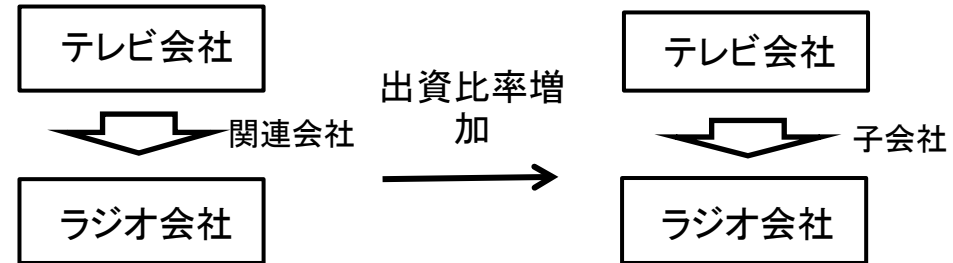 テレビ会社
関連会社
ラジオ会社
出資比率増
加
テレビ会社
子会社
ラジオ会社